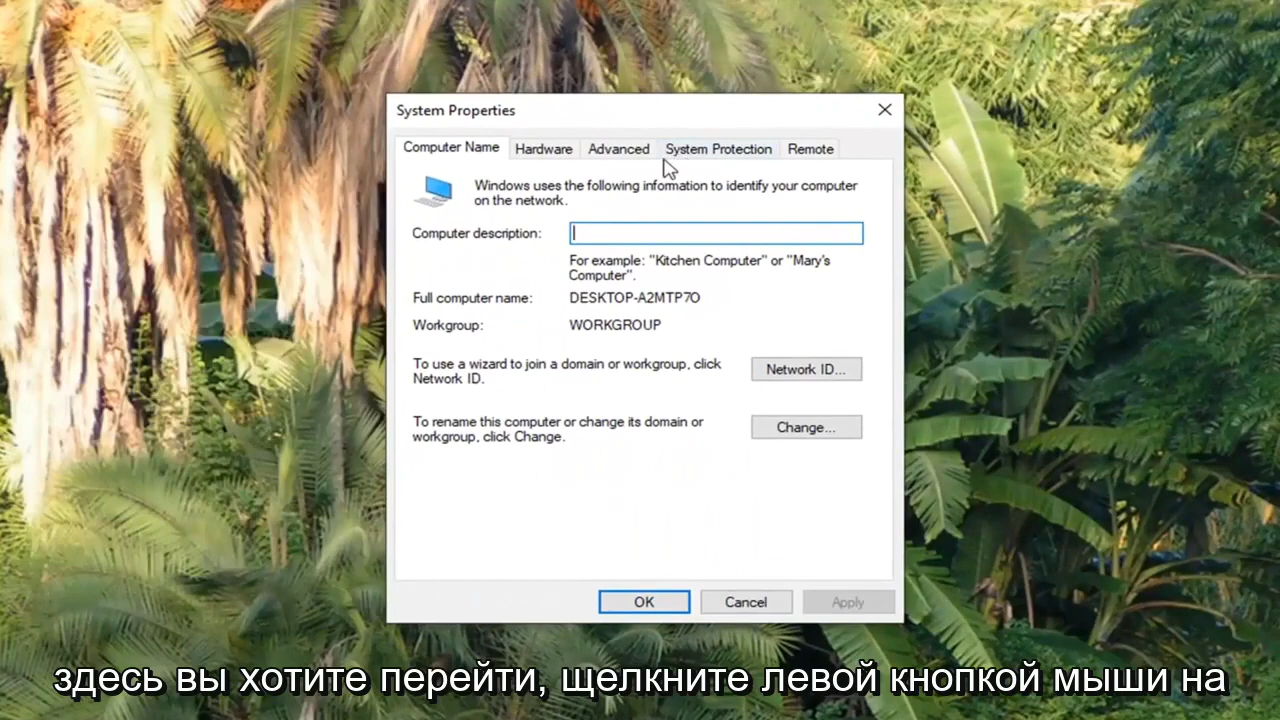 System Properties
Computer Name
Hardware
Advanced
System Protection
Remote
Windows uses the following information to identify your computer
on the network.
Computer description:
For example: "Kitchen Computer" or "Mary's
Computer".
Full computer name:
DESKTOP-A2MTP7O
Workgroup:
WORKGROUP
To use a wizard to join a domain or workgroup, click
Network ID.
Network ID...
To rename this computer or change its domain or
workgroup, click Change.
Change...
OK
Cancel
Apply
здесь вы хотите перейти, щелкните левой кнопкой мыши на